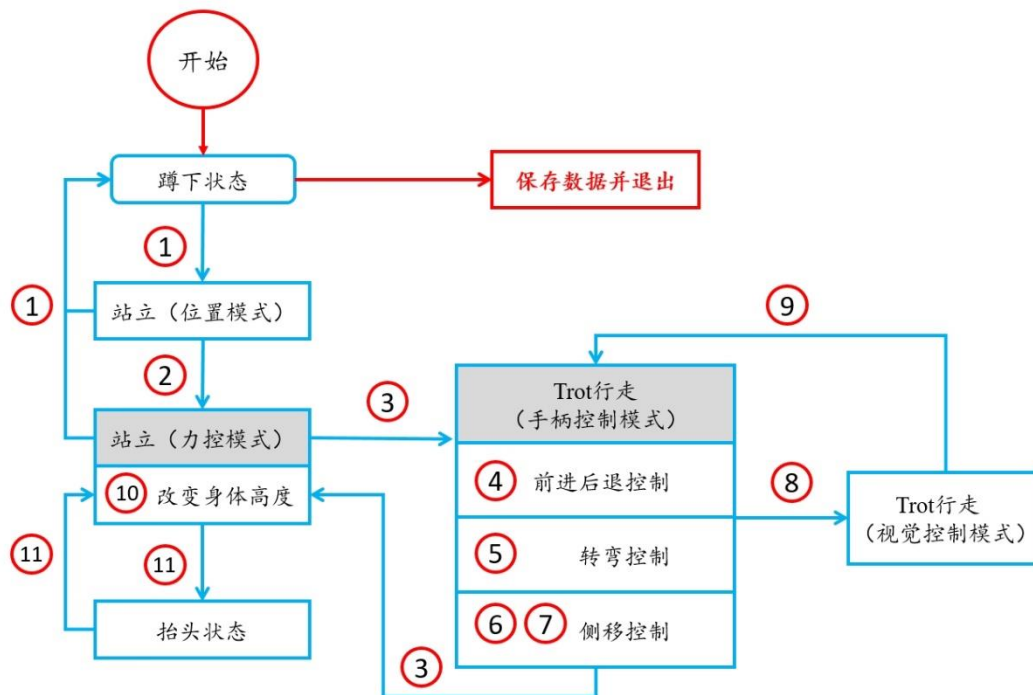 开始
蹲下状态
保存数据并退出
1
1
站立（位置模式）
9
2
3
Trot行走
（手柄控制模式）
站立（力控模式）
4 前进后退控制
8
10 改变身体高度
Trot行走
（视觉控制模式）
11
11
5 转弯控制
抬头状态
6 7 侧移控制
3